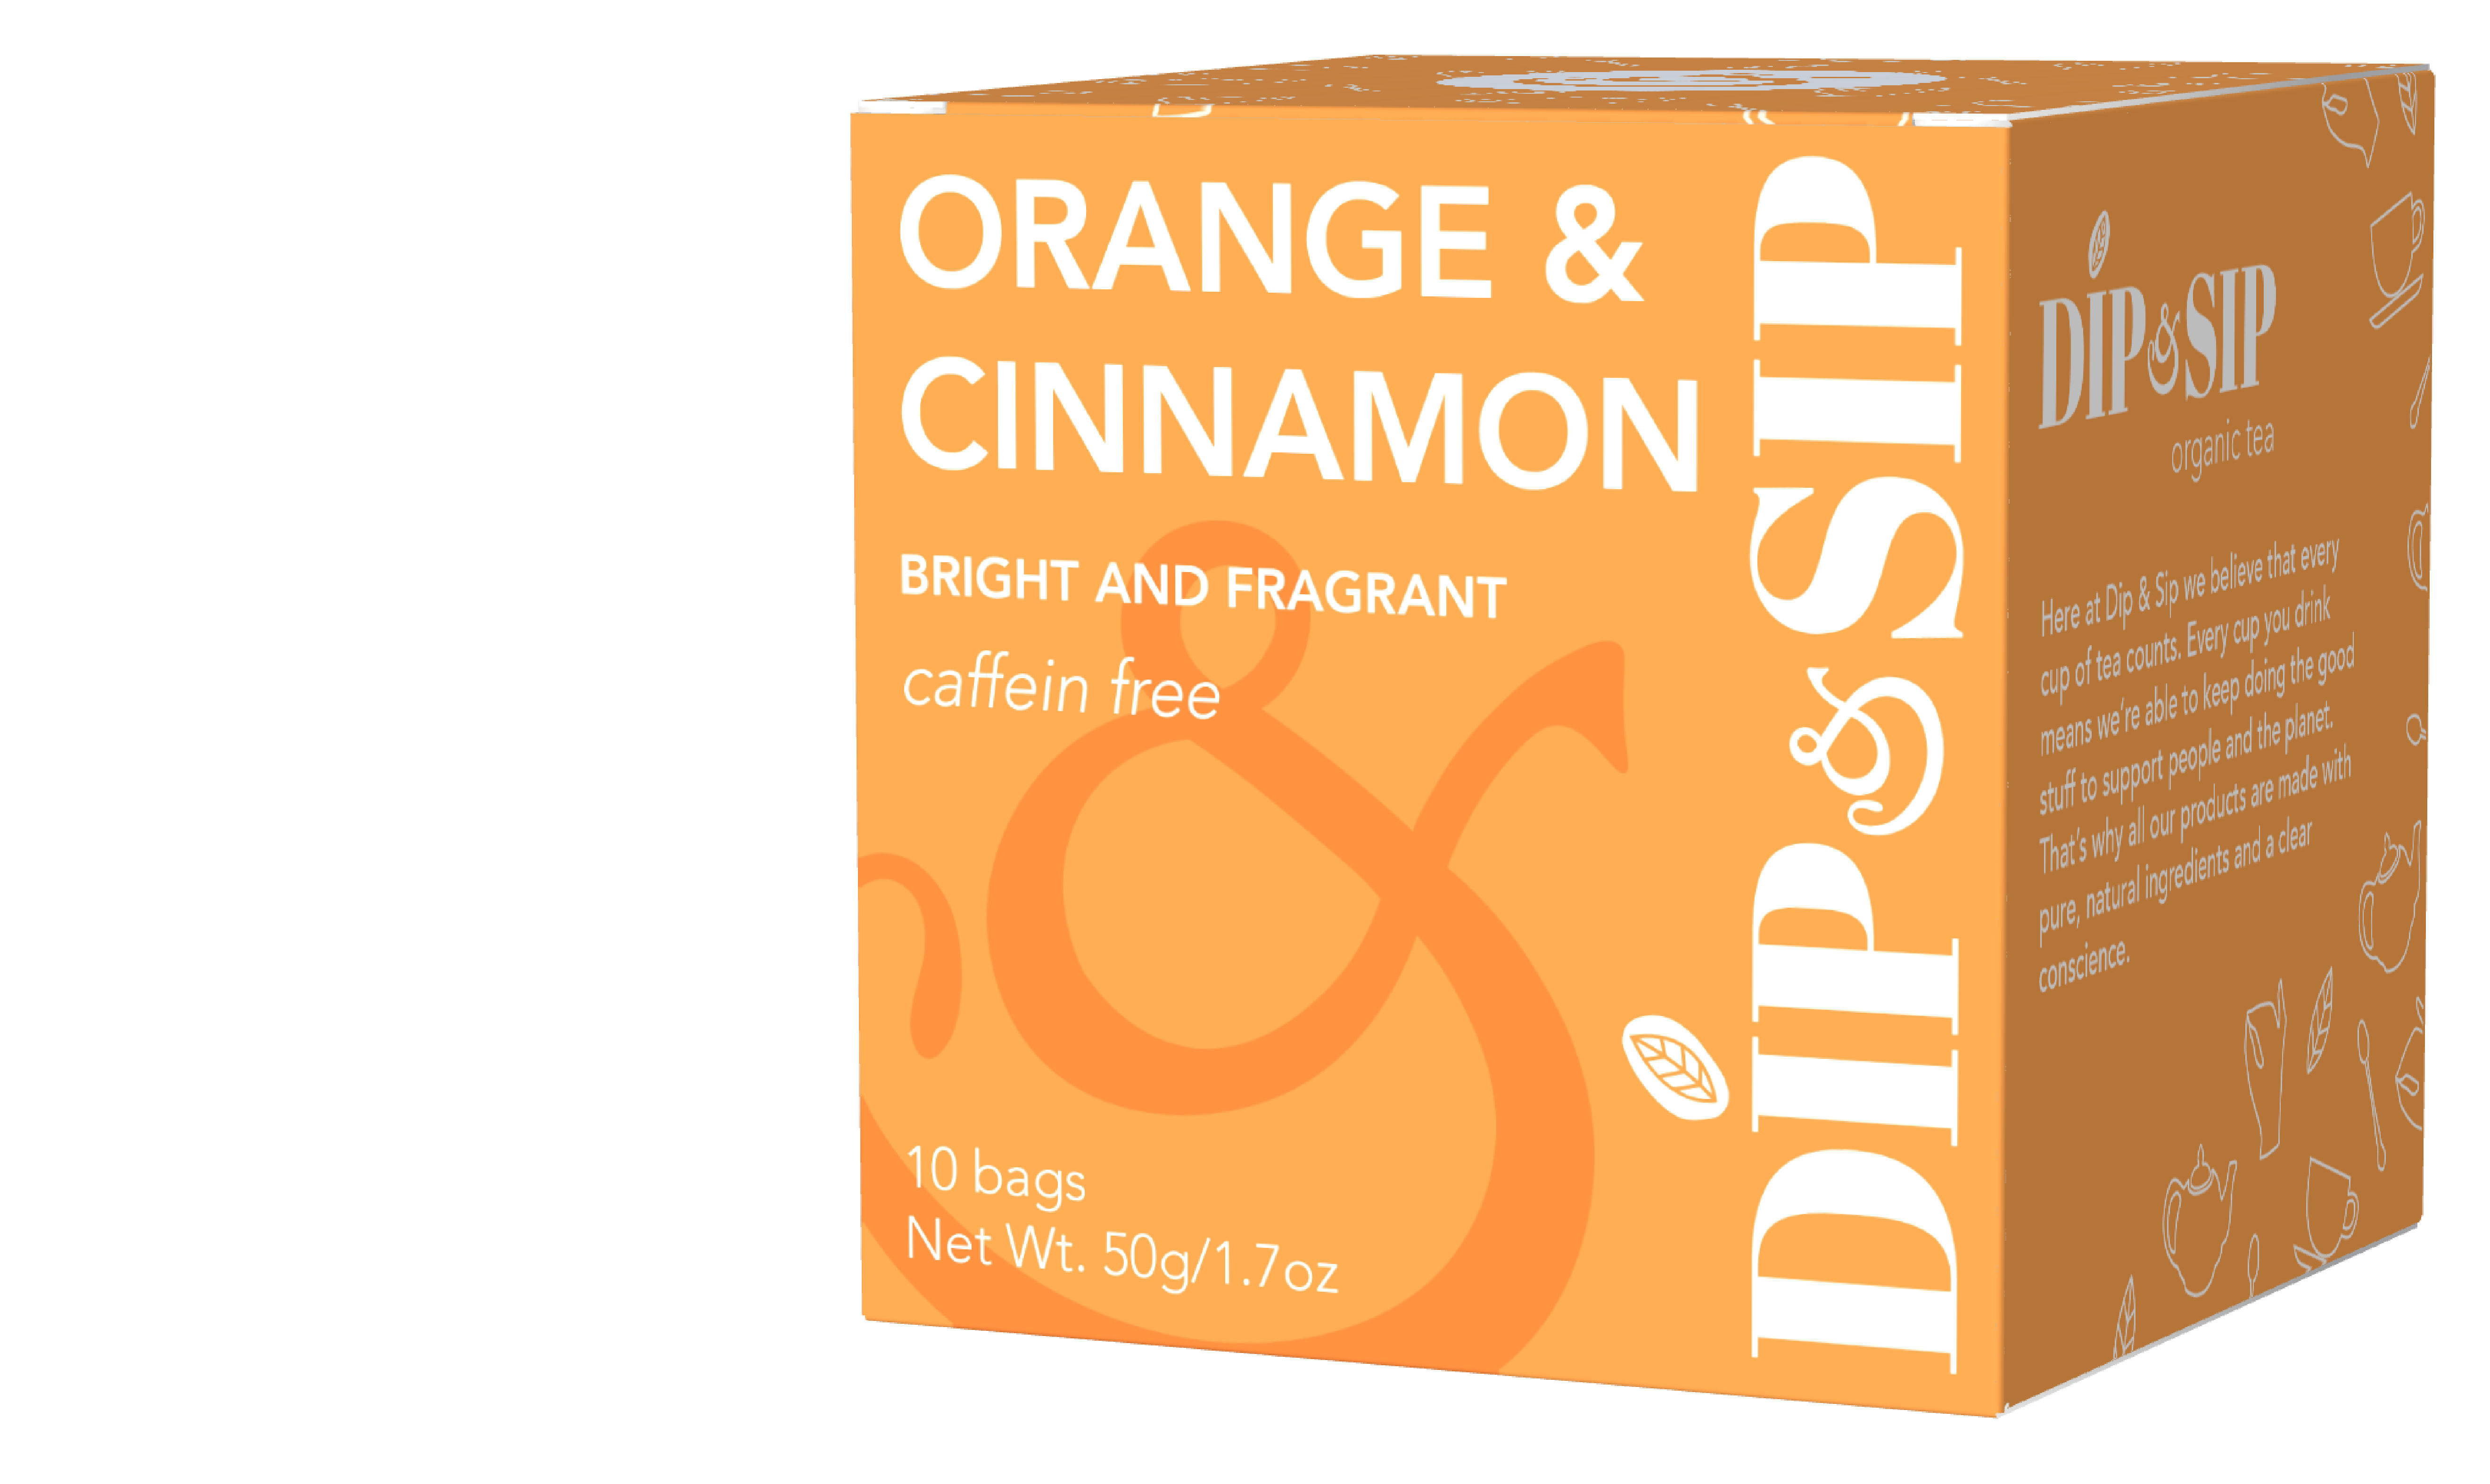 ORANGE &
CINNAMON
BRIGHT AND FRAGRANT
caffein free
10 bags
Net Wt. 50g/1.7oz
DIP & SIP
DIP & SIP
organic tea
Here at Dip & Sip we believe that every
cup of tea counts. Every cup you drink
means we're able to keep doing the good
stuff to support people and the planet.
That's why all our products are made with
pure, natural ingredients and a clear
conscience.